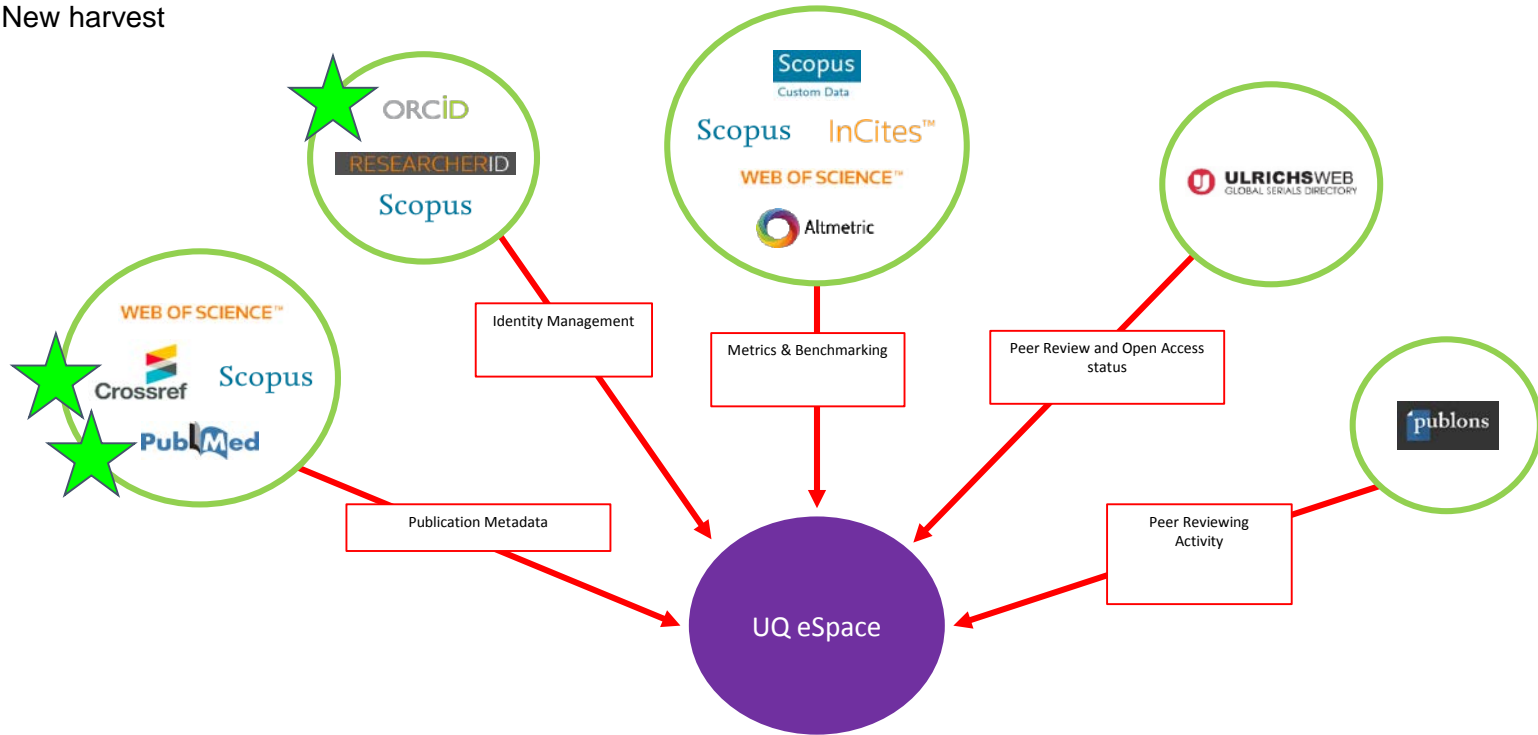 New harvest
ORCiD
RESEARCHERID
Scopus
Scopus
Custom Data
Scopus
InCites™
WEB OF SCIENCE™
Altmetric
ULRICHSWEB
GLOBAL SERIALS DIRECTORY
WEB OF SCIENCE™
Crossref
Scopus
PubMed
publons
Identity Management
Metrics & Benchmarking
Peer Review and Open Access
status
Publication Metadata
Peer Reviewing
Activity
UQ eSpace